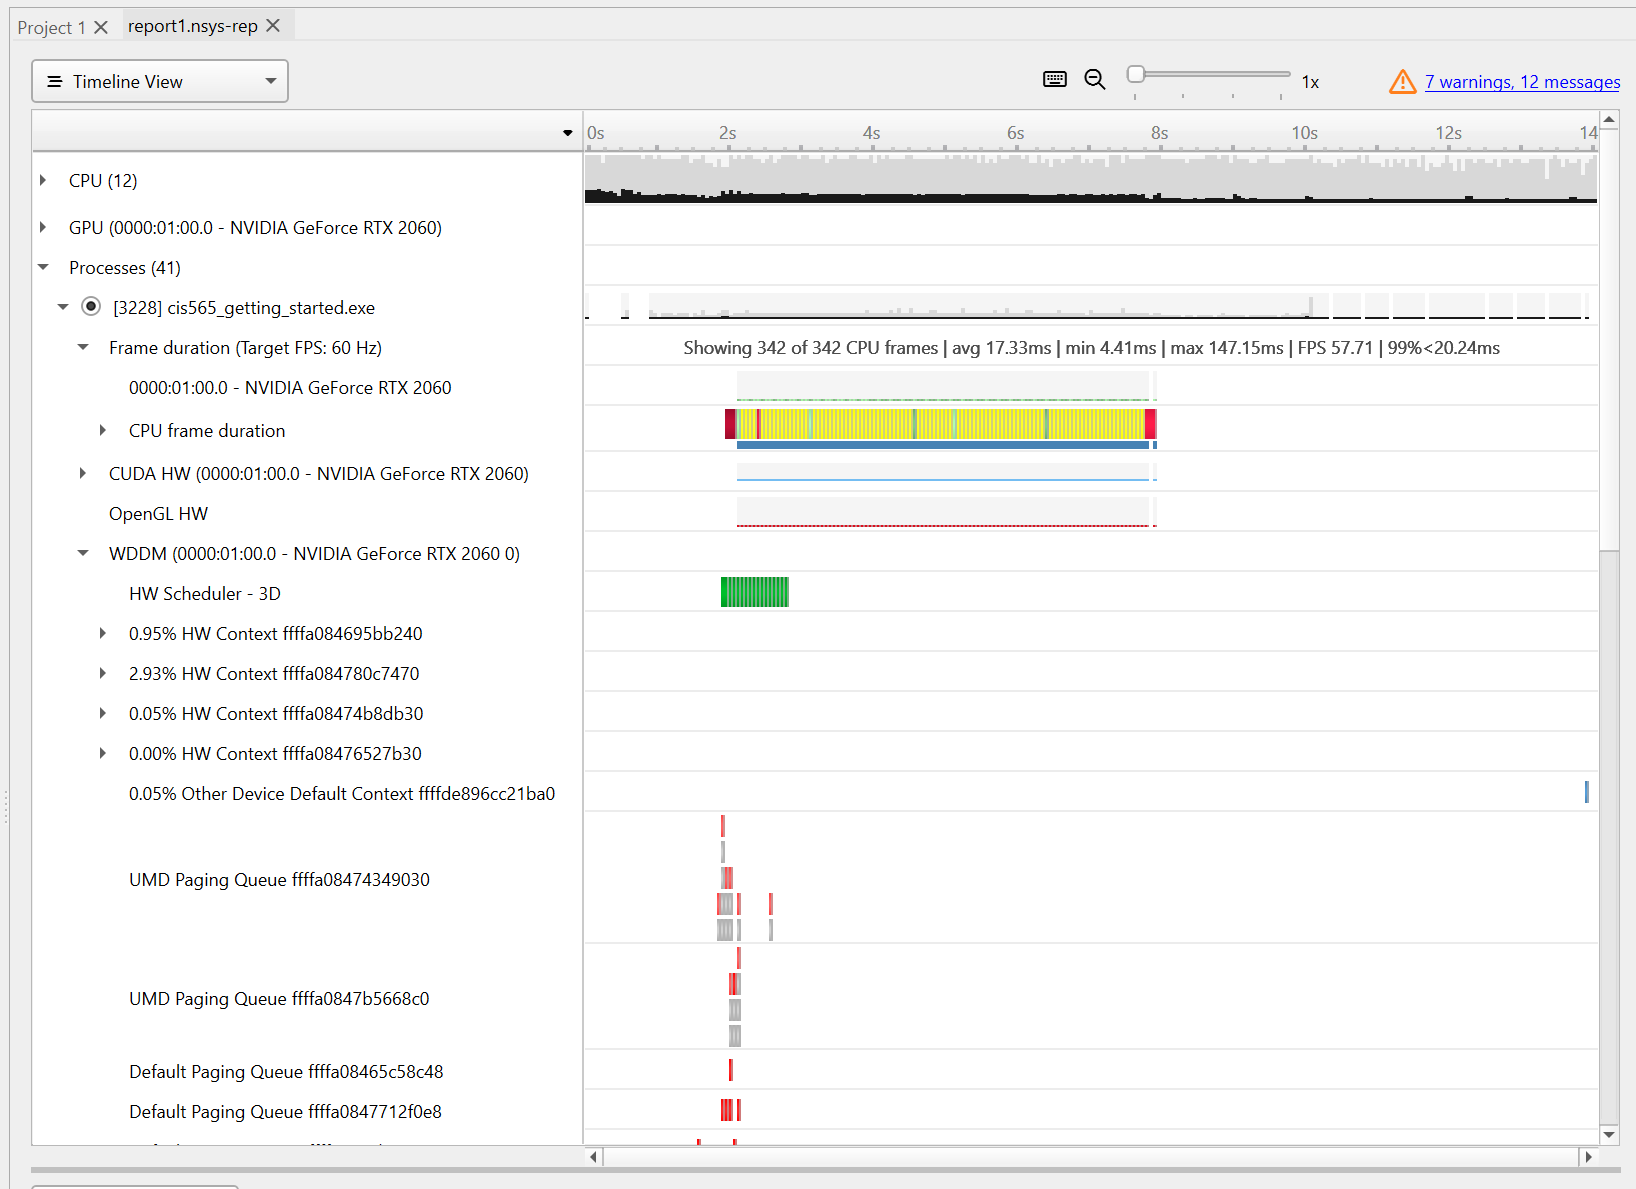 Project 1
report1.nsys-rep
Timeline View
1x
7 warnings, 12 messages
0s 2s 4s 6s 8s 10s 12s 14
CPU (12)
GPU (0000:01:00.0 - NVIDIA GeForce RTX 2060)
Processes (41)
[3228] cis565_getting_started.exe
Frame duration (Target FPS: 60 Hz)
Showing 342 of 342 CPU frames | avg 17.33ms | min 4.41ms | max 147.15ms | FPS 57.71 | 99%<20.24ms
0000:01:00.0 - NVIDIA GeForce RTX 2060
CPU frame duration
CUDA HW (0000:01:00.0 - NVIDIA GeForce RTX 2060)
OpenGL HW
WDDM (0000:01:00.0 - NVIDIA GeForce RTX 2060 0)
HW Scheduler - 3D
0.95% HW Context ffffa084695bb240
2.93% HW Context ffffa084780c7470
0.05% HW Context ffffa08474b8db30
0.00% HW Context ffffa08476527b30
0.05% Other Device Default Context ffffde896cc21ba0
UMD Paging Queue ffffa08474349030
UMD Paging Queue ffffa0847b5668c0
Default Paging Queue ffffa08465c58c48
Default Paging Queue ffffa0847712f0e8